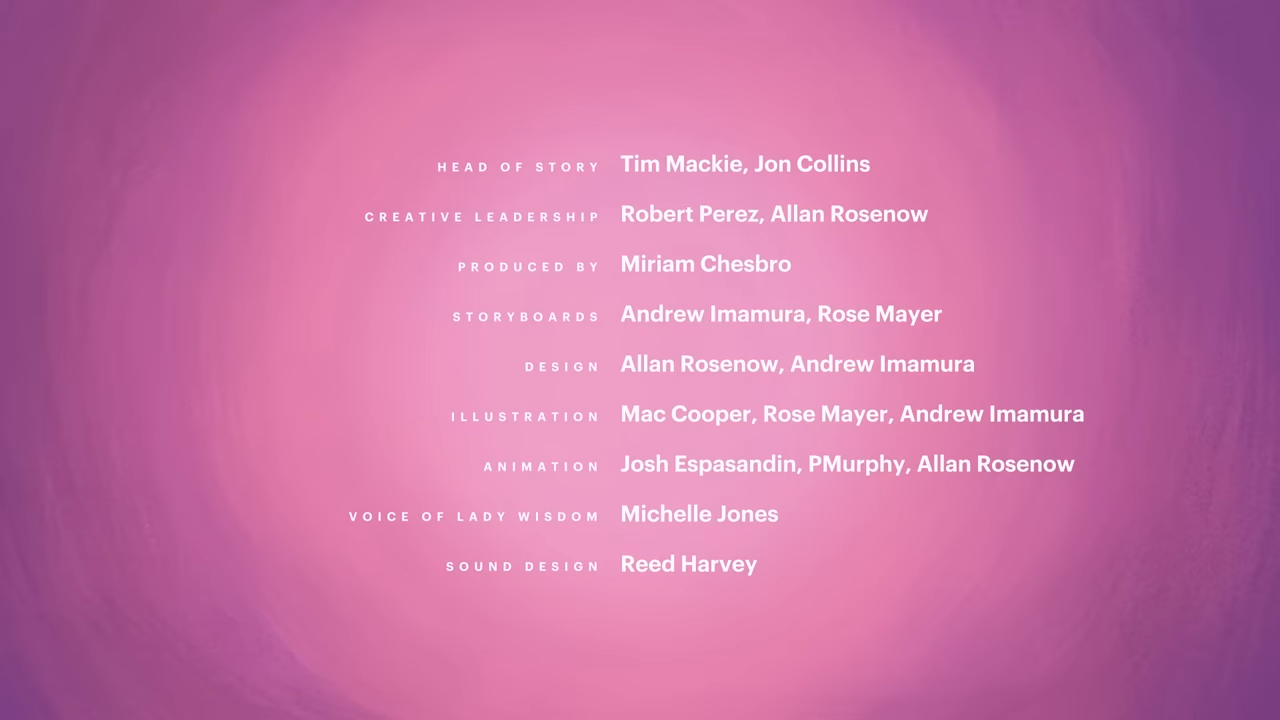 HEAD OF STORY Tim Mackie, Jon Collins
CREATIVE LEADERSHIP Robert Perez, Allan Rosenow
PRODUCED BY Miriam Chesbro
STORYBOARDS Andrew Imamura, Rose Mayer
DESIGN Allan Rosenow, Andrew Imamura
ILLUSTRATION Mac Cooper, Rose Mayer, Andrew Imamura
ANIMATION Josh Espasandin, PMurphy, Allan Rosenow
VOICE OF LADY WISDOM Michelle Jones
SOUND DESIGN Reed Harvey